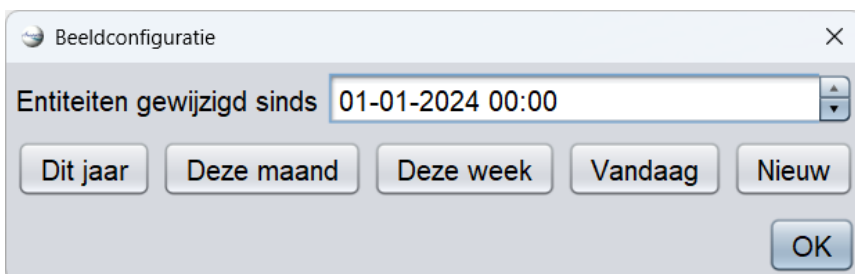 Beeldconfiguratie
Entiteiten gewijzigd sinds 01-01-2024 00:00
Dit jaar Deze maand Deze week Vandaag Nieuw
OK